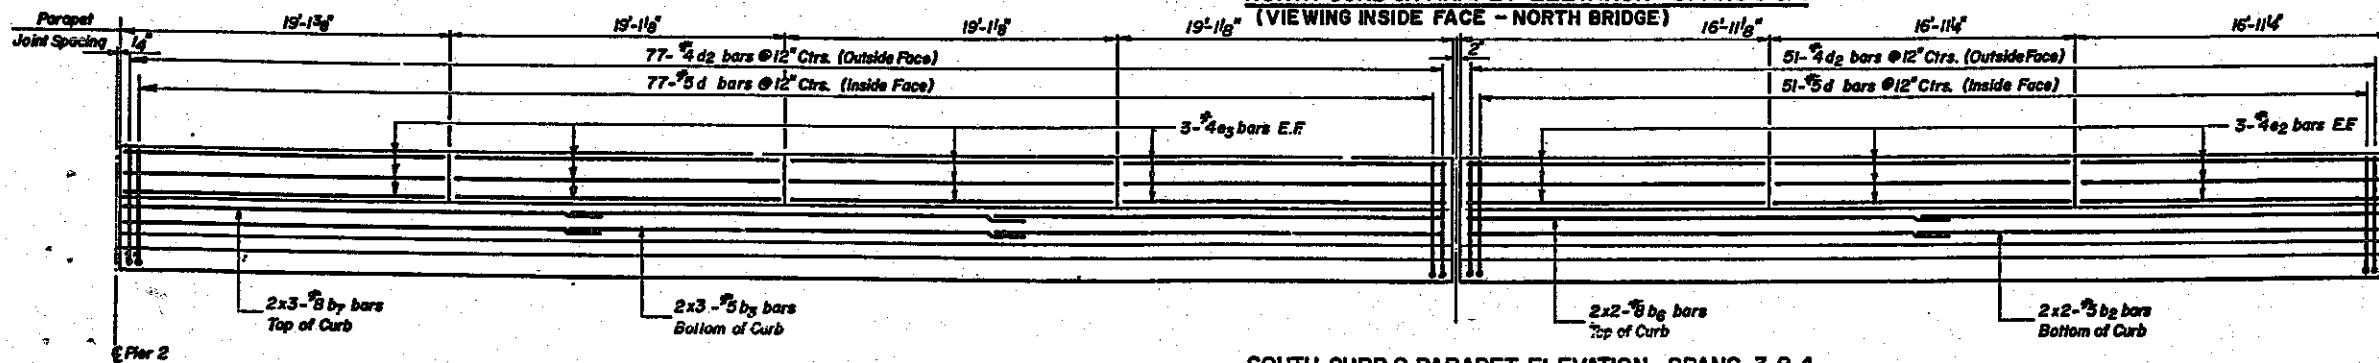 (VIEWING INSIDE FACE - NORTH BRIDGE)
Parapet
Joint Spacing
1/4"
19'-1 3/8"
19'-1 1/8"
19'-1 1/8"
19'-1 1/8"
2"
16'-11 1/8"
16'-11 1/4"
16'-11 1/4"
77-#4 d2 bars @12" Ctrs. (Outside Face)
51-#4 d2 bars @12" Ctrs. (Outside Face)
77-#5 d bars @12" Ctrs. (Inside Face)
51-#5 d bars @12" Ctrs. (Inside Face)
3-#4e3 bars E.F.
3-#4e2 bars E.F.
2x3-#8 b7 bars
Top of Curb
2x3-#5 b3 bars
Bottom of Curb
2x2-#8 b6 bars
Top of Curb
2x2-#5 b2 bars
Bottom of Curb
℄ Pier 2
SOUTH CURB & PARAPET ELEVATION - SPANS 3 & 4